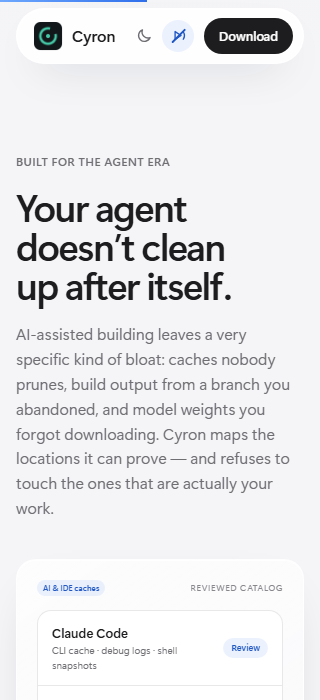 Cyron
Download
BUILT FOR THE AGENT ERA
Your agent
doesn’t clean
up after itself.
AI-assisted building leaves a very
specific kind of bloat: caches nobody
prunes, build output from a branch you
abandoned, and model weights you
forgot downloading. Cyron maps the
locations it can prove — and refuses to
touch the ones that are actually your
work.
AI & IDE caches
REVIEWED CATALOG
Claude Code
CLI cache · debug logs · shell
snapshots
Review